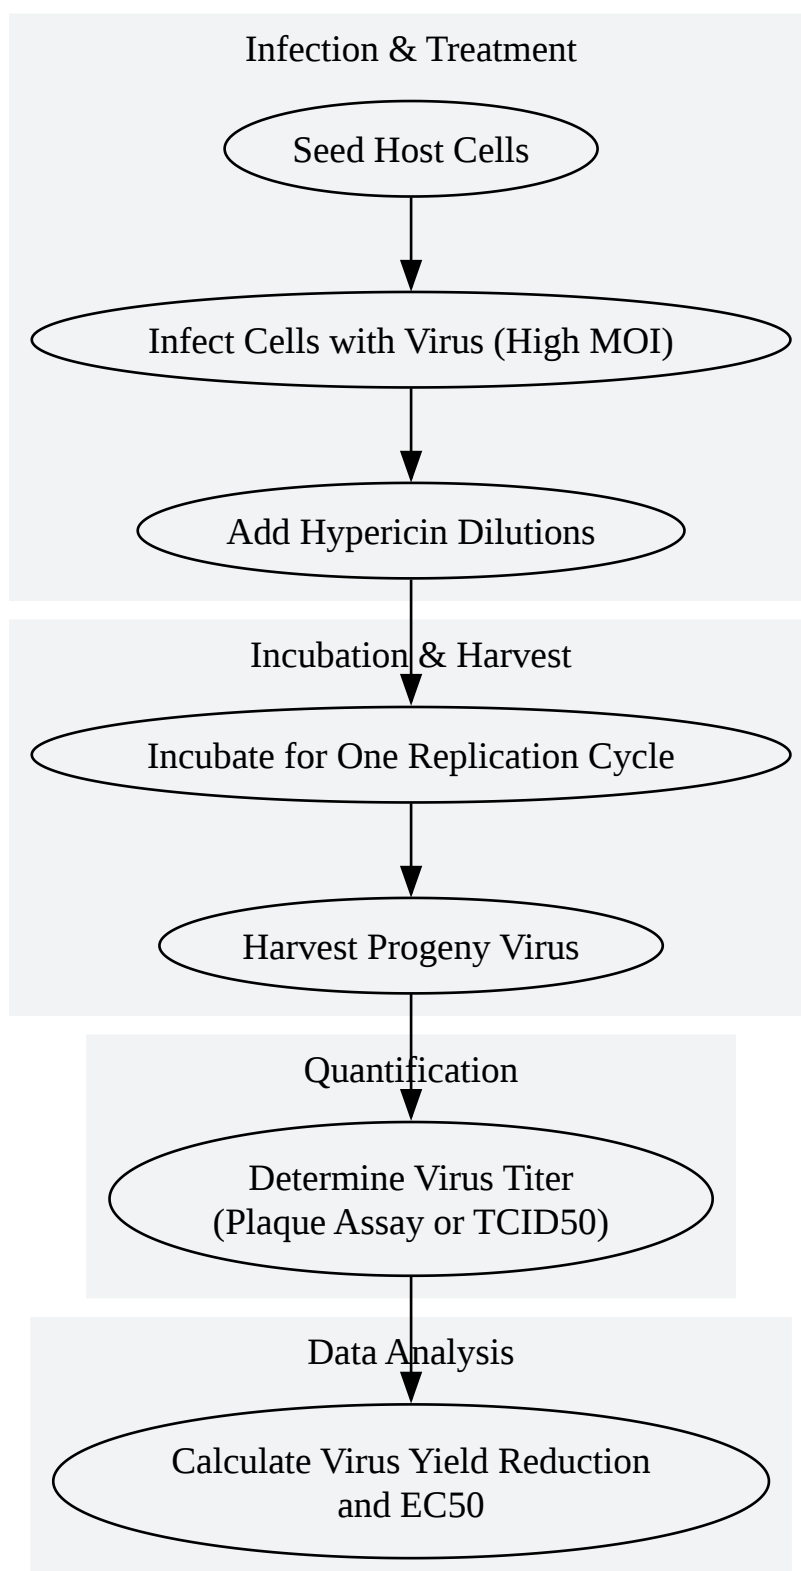 Infection & Treatment
Seed Host Cells
Infect Cells with Virus (High MOI)
Add Hypericin Dilutions
Incubation & Harvest
Incubate for One Replication Cycle
Harvest Progeny Virus
Quantification
Determine Virus Titer
(Plaque Assay or TCID50)
Data Analysis
Calculate Virus Yield Reduction
and EC50